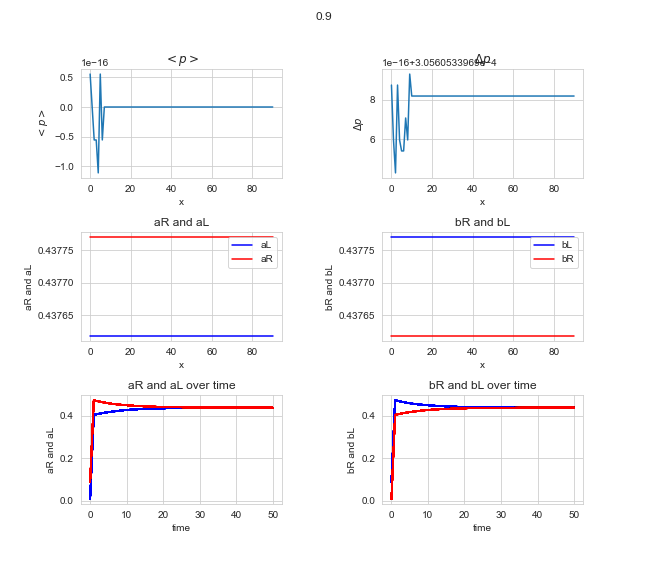 0.9
< p >
1e−16
0.5
0.0
−0.5
−1.0
< p >
0 20 40 60 80
x
Δp
1e−16+3.0560533969e−4
8
6
Δp
0 20 40 60 80
x
aR and aL
0.43775
0.43770
0.43765
aR and aL
aL
aR
0 20 40 60 80
x
bR and bL
0.43775
0.43770
0.43765
bR and bL
bL
bR
0 20 40 60 80
x
aR and aL over time
0.4
0.2
0.0
aR and aL
0 10 20 30 40 50
time
bR and bL over time
0.4
0.2
0.0
bR and bL
0 10 20 30 40 50
time